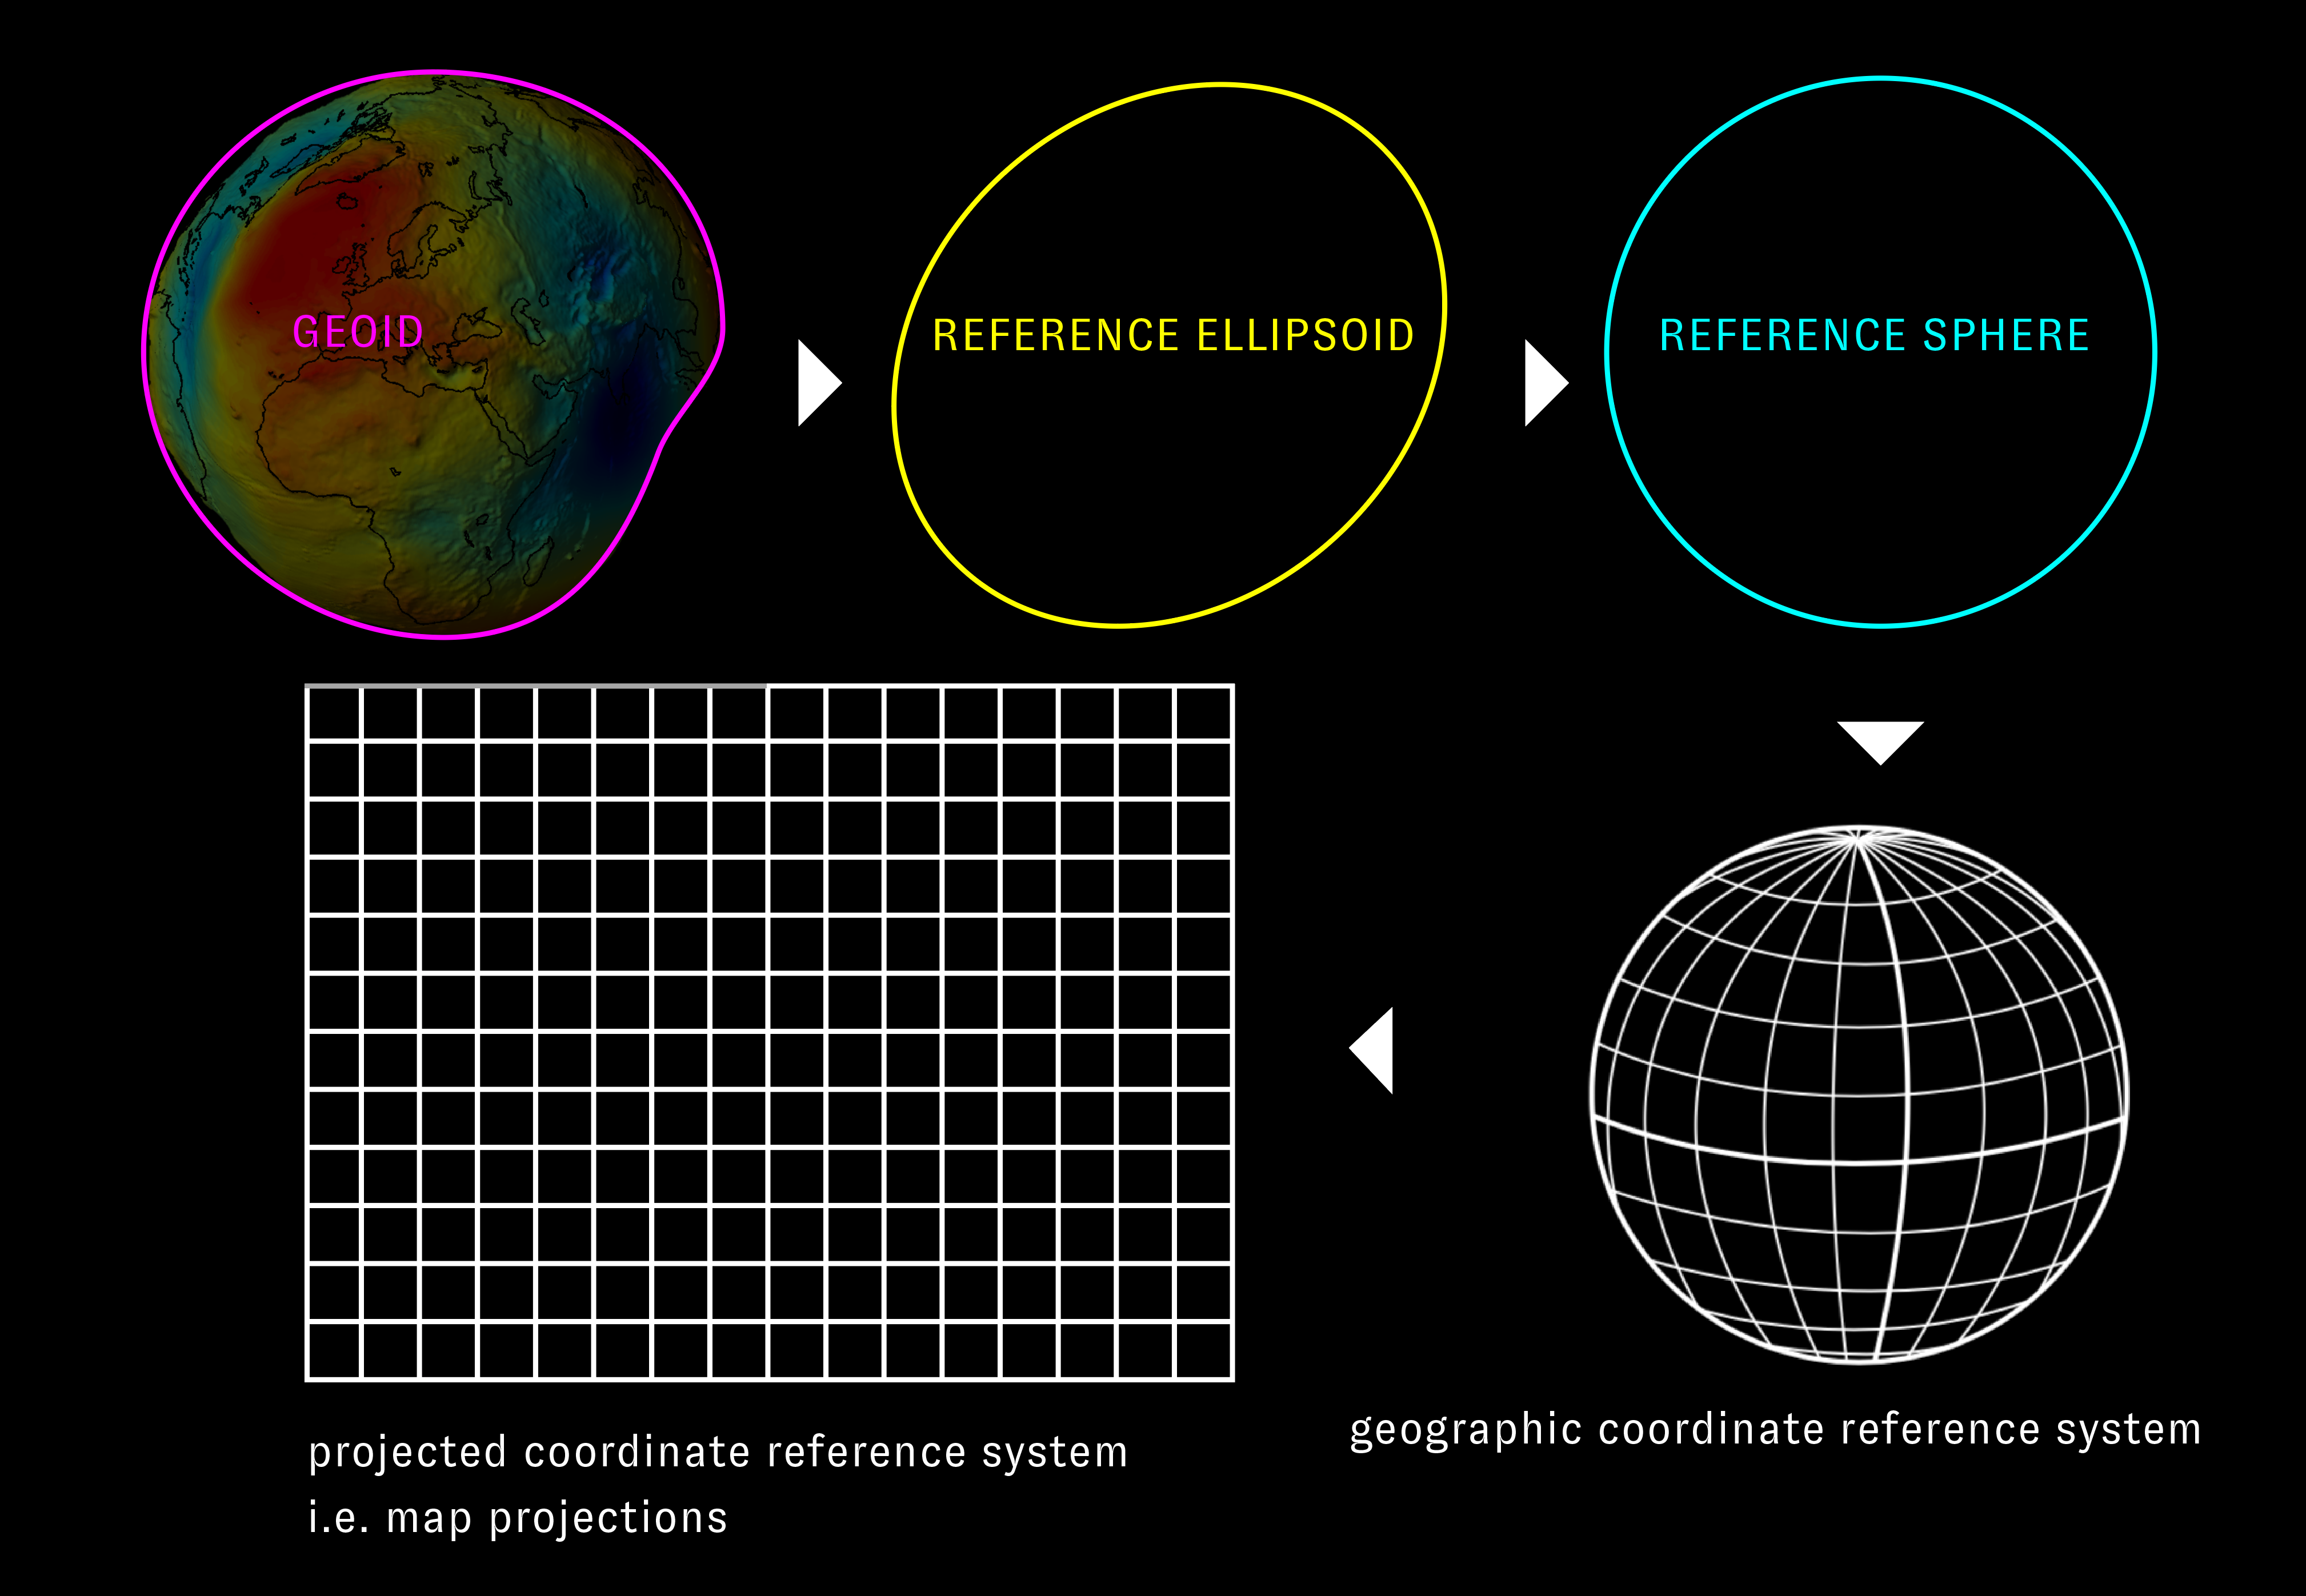 GEOID
REFERENCE ELLIPSOID
REFERENCE SPHERE
geographic coordinate reference system
projected coordinate reference system
i.e. map projections